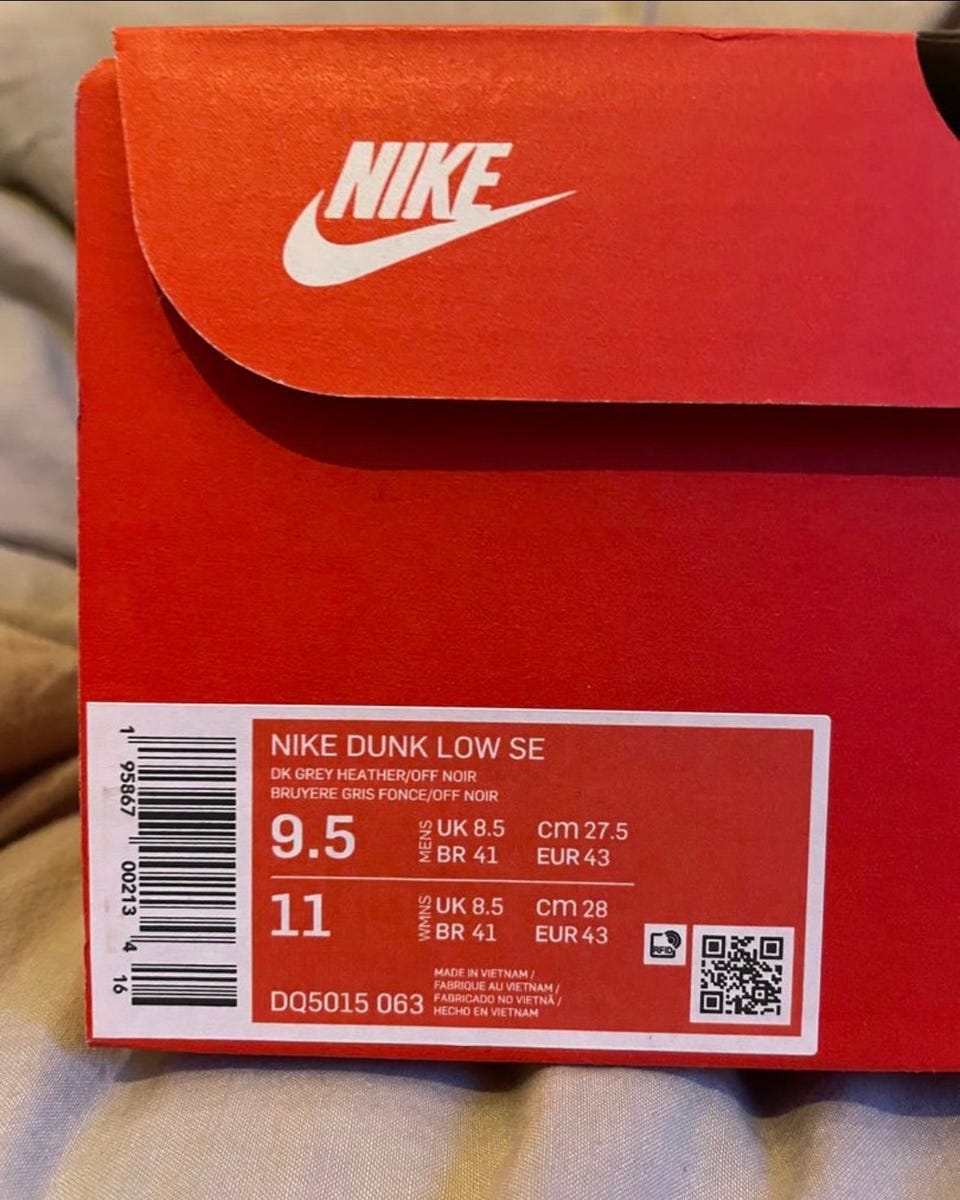 NIKE
NIKE DUNK LOW SE
DK GREY HEATHER/OFF NOIR
BRUYERE GRIS FONCE/OFF NOIR
9.5 MENS UK 8.5 cm 27.5
BR 41 EUR 43
11 WMNS UK 8.5 cm 28
BR 41 EUR 43
RFID
DQ5015 063
MADE IN VIETNAM /
FABRIQUE AU VIETNAM /
FABRICADO NO VIETNÃ /
HECHO EN VIETNAM
1 95867 00213 4 16